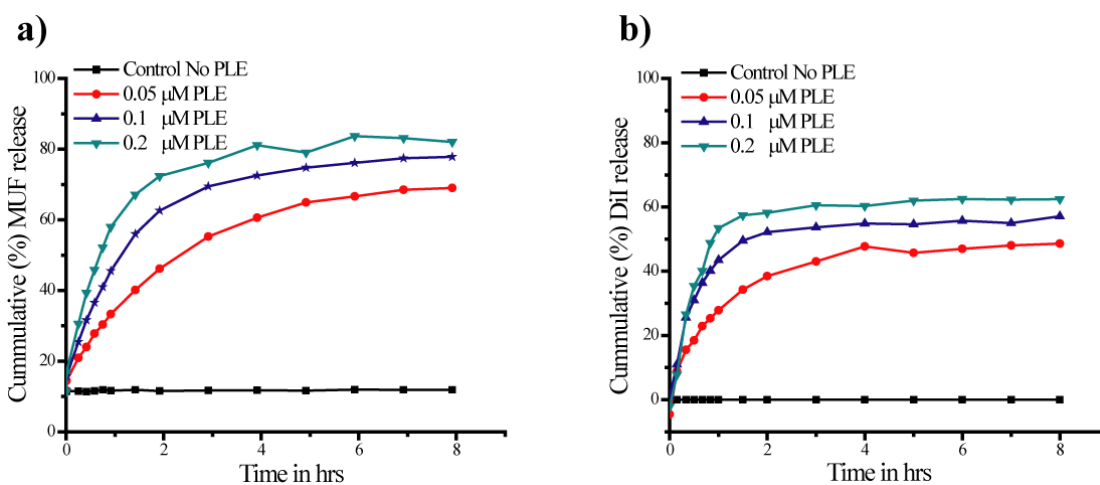 a)
Cummulative (%) MUF release
100
80
60
40
20
0
Control No PLE
0.05 μM PLE
0.1 μM PLE
0.2 μM PLE
0 2 4 6 8
Time in hrs
b)
Cummulative (%) DiI release
100
80
60
40
20
0
Control No PLE
0.05 μM PLE
0.1 μM PLE
0.2 μM PLE
0 2 4 6 8
Time in hrs